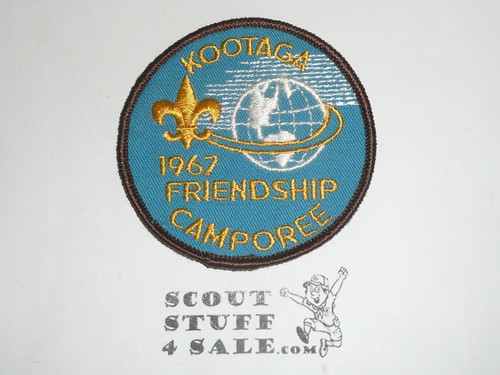 KOOTAGA
1967
FRIENDSHIP
CAMPOREE
SCOUT
STUFF
4 SALE.COM